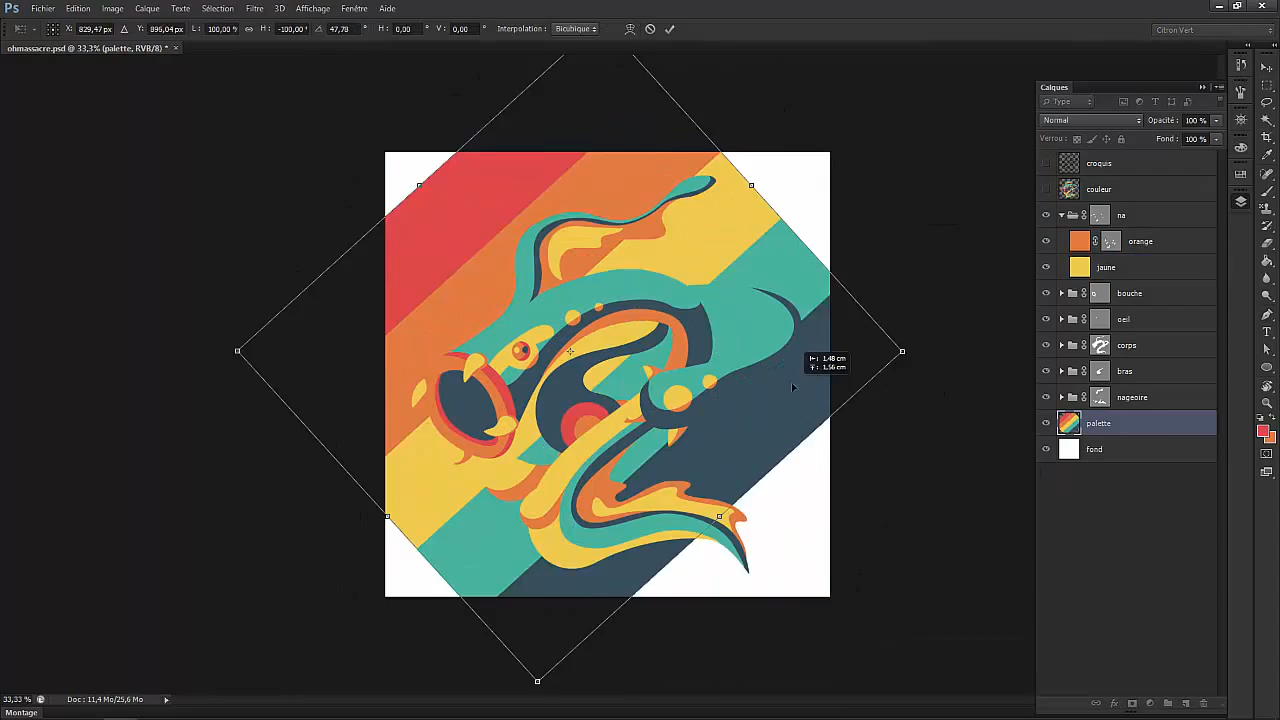 Ps Fichier Edition Image Calque Texte Sélection Filtre 3D Affichage Fenêtre Aide
X: 829,47 px Y: 896,04 px L: 100,00 % H: -100,00 ° 47,78 ° H: 0,00 ° V: 0,00 ° Interpolation : Bicubique Citron Vert
ohmassacre.psd @ 33,3% (palette, RVB/8) * ×
Calques
Type
Normal Opacité : 100 %
Verrou : Fond : 100 %
croquis
couleur
na
orange
jaune
bouche
oeil
corps
bras
nageoire
palette
fond
1,48 cm
1,56 cm
33,33 % Doc : 11,4 Mo/25,6 Mo
Montage